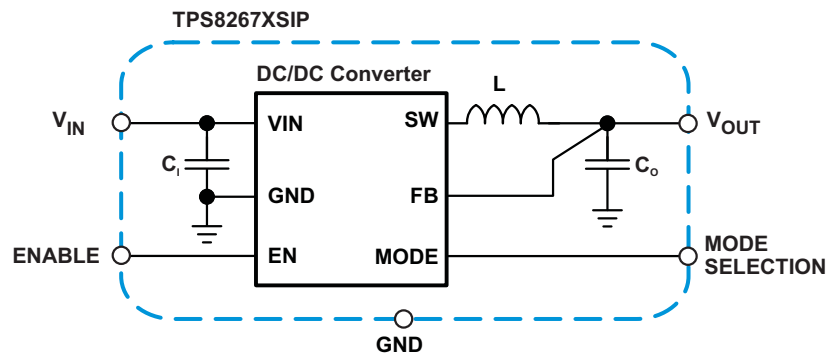 TPS8267XSIP
DC/DC Converter
L
VIN
VIN
SW
VOUT
CI
CO
GND
FB
ENABLE
EN
MODE
MODE
SELECTION
GND